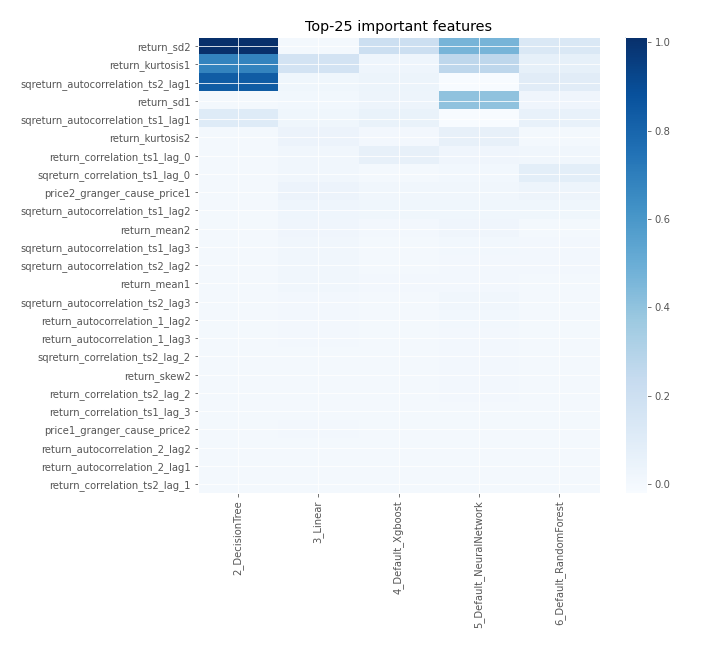 Top-25 important features
return_sd2
return_kurtosis1
sqreturn_autocorrelation_ts2_lag1
return_sd1
sqreturn_autocorrelation_ts1_lag1
return_kurtosis2
return_correlation_ts1_lag_0
sqreturn_correlation_ts1_lag_0
price2_granger_cause_price1
sqreturn_autocorrelation_ts1_lag2
return_mean2
sqreturn_autocorrelation_ts1_lag3
sqreturn_autocorrelation_ts2_lag2
return_mean1
sqreturn_autocorrelation_ts2_lag3
return_autocorrelation_1_lag2
return_autocorrelation_1_lag3
sqreturn_correlation_ts2_lag_2
return_skew2
return_correlation_ts2_lag_2
return_correlation_ts1_lag_3
price1_granger_cause_price2
return_autocorrelation_2_lag2
return_autocorrelation_2_lag1
return_correlation_ts2_lag_1
2_DecisionTree
3_Linear
4_Default_Xgboost
5_Default_NeuralNetwork
6_Default_RandomForest
1.0
0.8
0.6
0.4
0.2
0.0